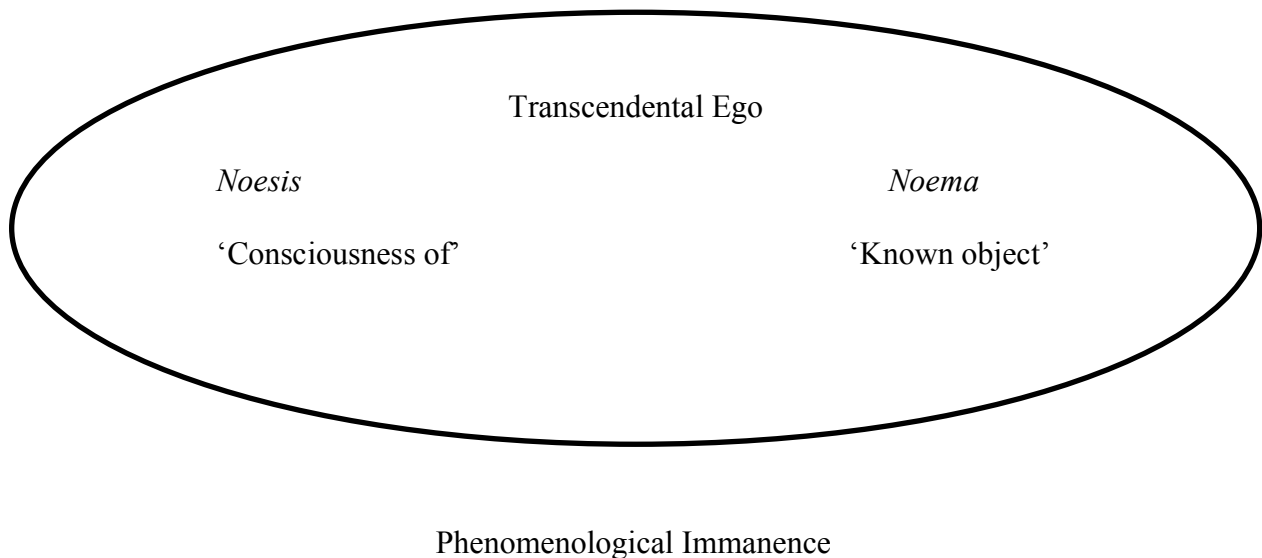 Transcendental Ego
Noesis Noema
‘Consciousness of’ ‘Known object’
Phenomenological Immanence